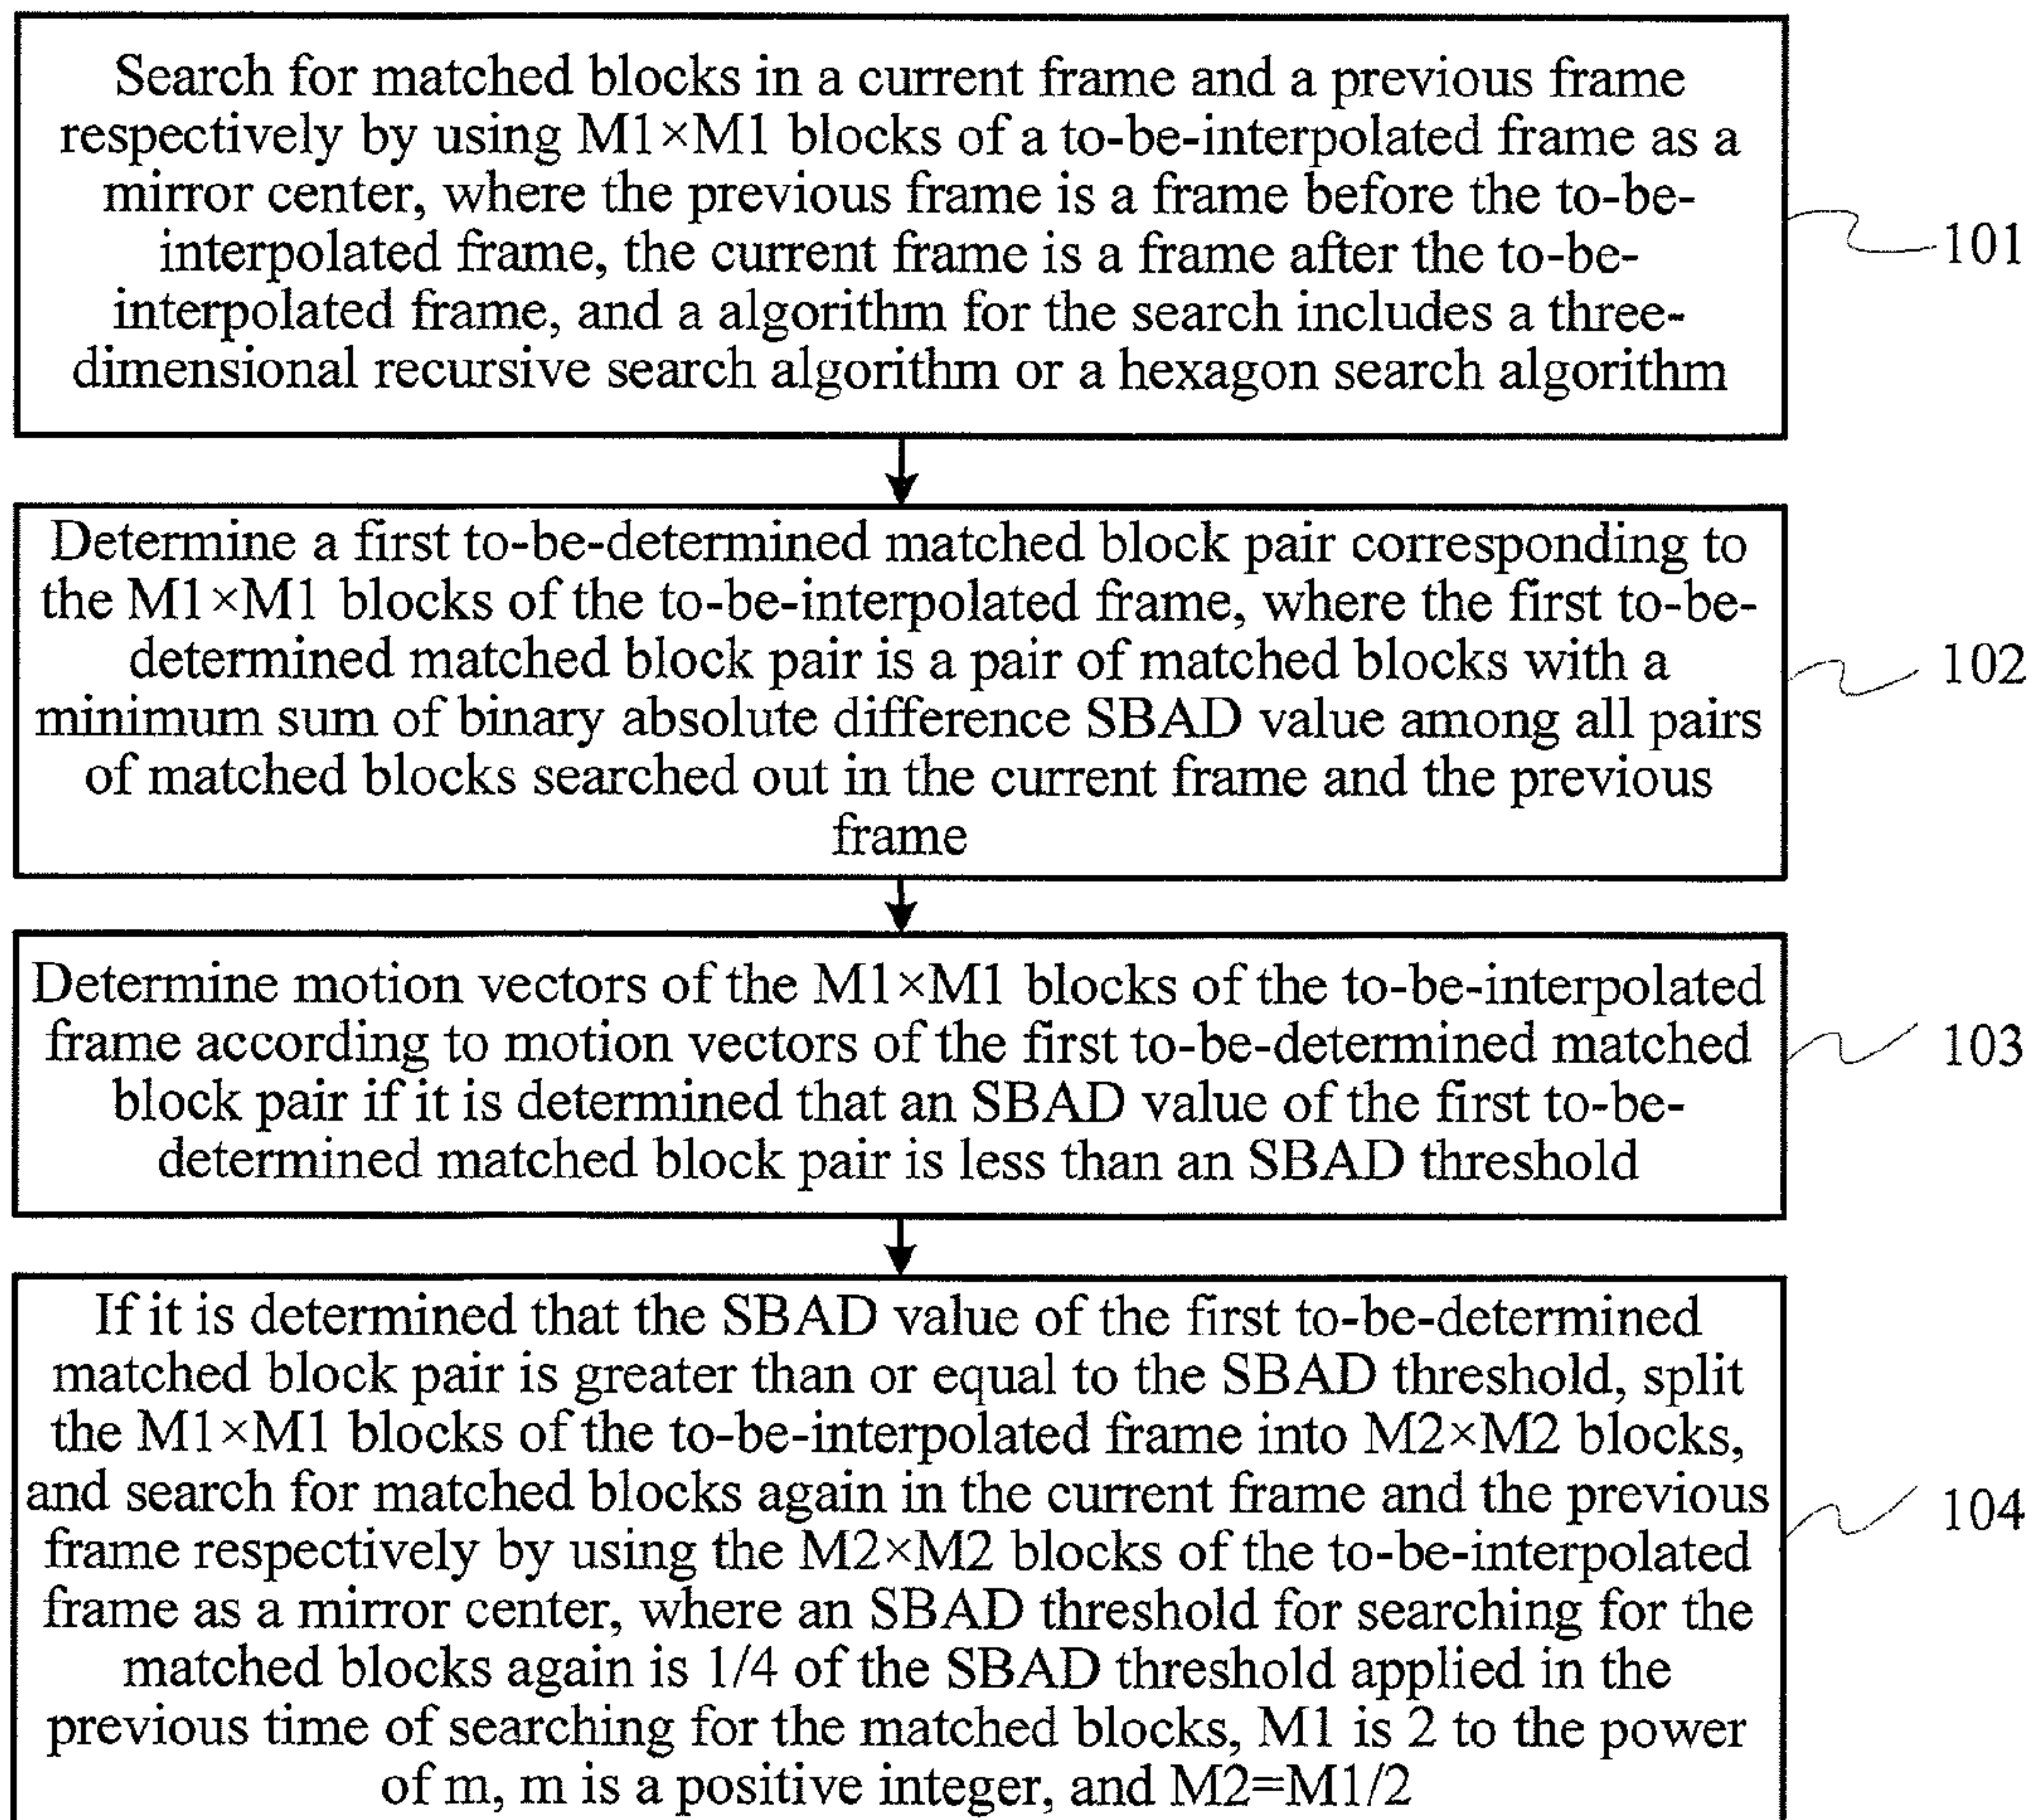 Search for matched blocks in a current frame and a previous frame
respectively by using M1×M1 blocks of a to-be-interpolated frame as a
mirror center, where the previous frame is a frame before the to-be-
interpolated frame, the current frame is a frame after the to-be-
interpolated frame, and a algorithm for the search includes a three-
dimensional recursive search algorithm or a hexagon search algorithm
101
Determine a first to-be-determined matched block pair corresponding to
the M1×M1 blocks of the to-be-interpolated frame, where the first to-be-
determined matched block pair is a pair of matched blocks with a
minimum sum of binary absolute difference SBAD value among all pairs
of matched blocks searched out in the current frame and the previous
frame
102
Determine motion vectors of the M1×M1 blocks of the to-be-interpolated
frame according to motion vectors of the first to-be-determined matched
block pair if it is determined that an SBAD value of the first to-be-
determined matched block pair is less than an SBAD threshold
103
If it is determined that the SBAD value of the first to-be-determined
matched block pair is greater than or equal to the SBAD threshold, split
the M1×M1 blocks of the to-be-interpolated frame into M2×M2 blocks,
and search for matched blocks again in the current frame and the previous
frame respectively by using the M2×M2 blocks of the to-be-interpolated
frame as a mirror center, where an SBAD threshold for searching for the
matched blocks again is 1/4 of the SBAD threshold applied in the
previous time of searching for the matched blocks, M1 is 2 to the power
of m, m is a positive integer, and M2=M1/2
104